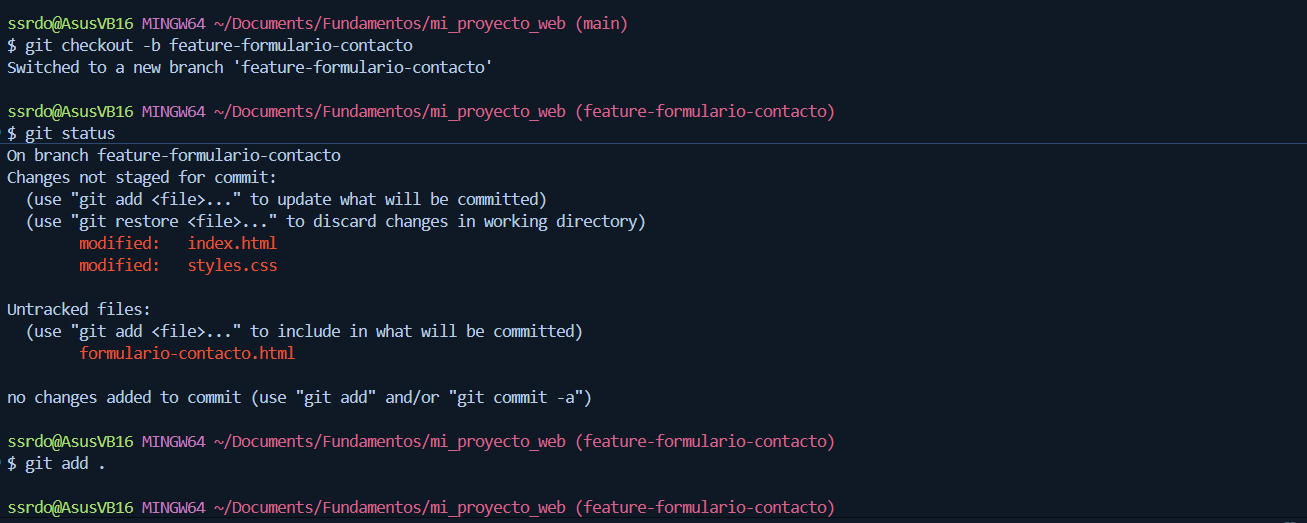 ssrdo@AsusVB16 MINGW64 ~/Documents/Fundamentos/mi_proyecto_web (main)
$ git checkout -b feature-formulario-contacto
Switched to a new branch 'feature-formulario-contacto'
ssrdo@AsusVB16 MINGW64 ~/Documents/Fundamentos/mi_proyecto_web (feature-formulario-contacto)
$ git status
On branch feature-formulario-contacto
Changes not staged for commit:
  (use "git add <file>..." to update what will be committed)
  (use "git restore <file>..." to discard changes in working directory)
        modified:   index.html
        modified:   styles.css
Untracked files:
  (use "git add <file>..." to include in what will be committed)
        formulario-contacto.html
no changes added to commit (use "git add" and/or "git commit -a")
ssrdo@AsusVB16 MINGW64 ~/Documents/Fundamentos/mi_proyecto_web (feature-formulario-contacto)
$ git add .
ssrdo@AsusVB16 MINGW64 ~/Documents/Fundamentos/mi_proyecto_web (feature-formulario-contacto)